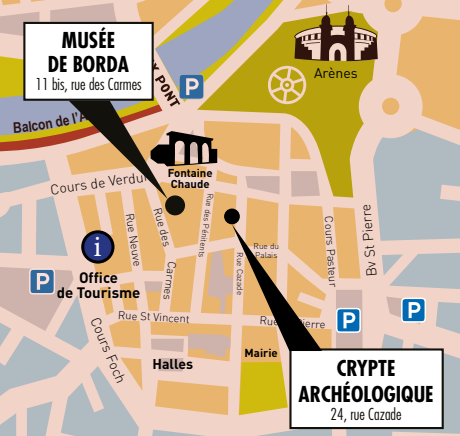 MUSÉE
DE BORDA
11 bis, rue des Carmes
PONT
P
Arènes
Balcon de
Fontaine
Chaude
Cours de Verdun
Rue Neuve
Rue des
Carmes
Rue des Pénitents
Rue Cazade
Rue du
Palais
Cours Pasteur
Bv St Pierre
i
Office
de Tourisme
P
Cours Foch
Rue St Vincent
Rue
ierre
P
P
Halles
Mairie
CRYPTE
ARCHÉOLOGIQUE
24, rue Cazade